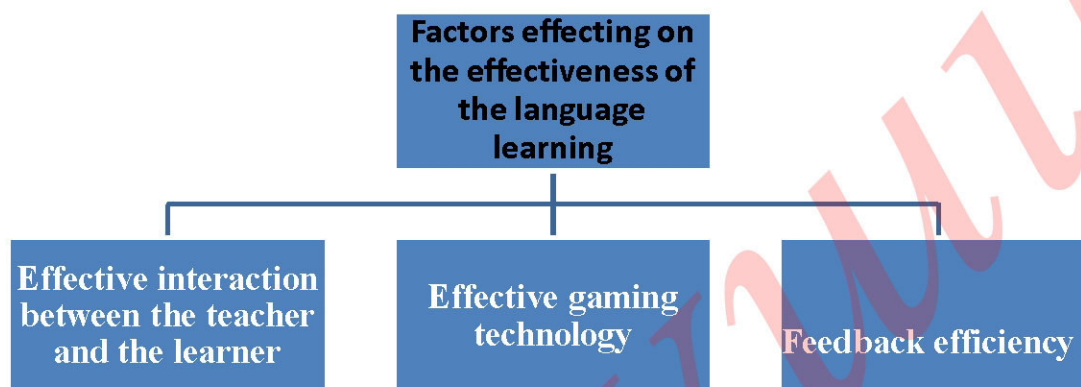 Factors effecting on
the effectiveness of
the language
learning
Effective interaction
between the teacher
and the learner
Effective gaming
technology
Feedback efficiency